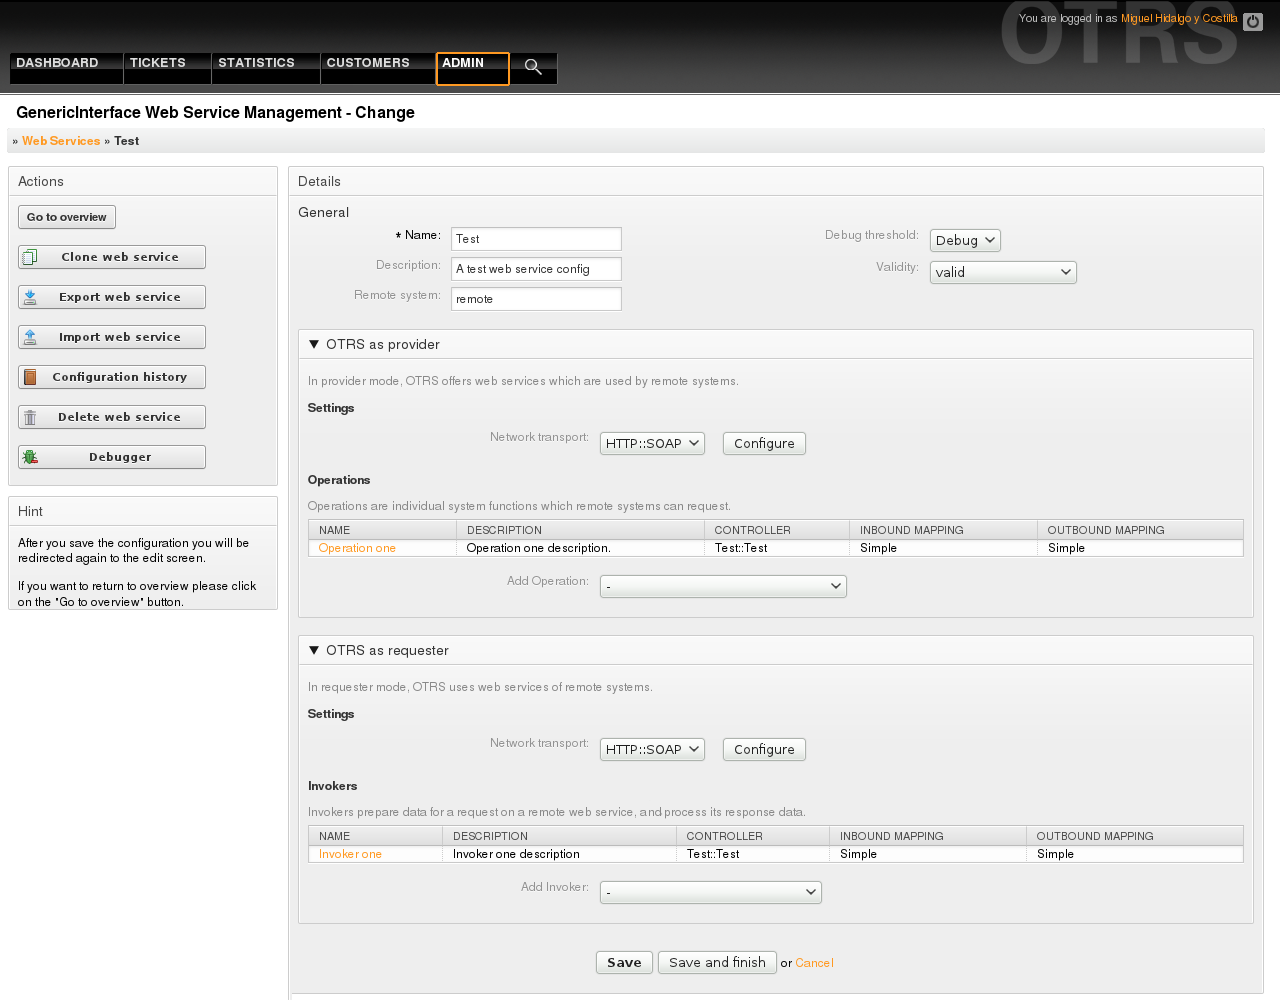 OTRS
You are logged in as Miguel Hidalgo y Costilla
DASHBOARD TICKETS STATISTICS CUSTOMERS ADMIN
GenericInterface Web Service Management - Change
» Web Services » Test
Actions
Go to overview
Clone web service
Export web service
Import web service
Configuration history
Delete web service
Debugger
Hint
After you save the configuration you will be
redirected again to the edit screen.
If you want to return to overview please click
on the "Go to overview" button.
Details
General
* Name: Test
Description: A test web service config
Remote system: remote
Debug threshold: Debug
Validity: valid
OTRS as provider
In provider mode, OTRS offers web services which are used by remote systems.
Settings
Network transport: HTTP::SOAP Configure
Operations
Operations are individual system functions which remote systems can request.
NAME DESCRIPTION CONTROLLER INBOUND MAPPING OUTBOUND MAPPING
Operation one Operation one description. Test::Test Simple Simple
Add Operation: -
OTRS as requester
In requester mode, OTRS uses web services of remote systems.
Settings
Network transport: HTTP::SOAP Configure
Invokers
Invokers prepare data for a request on a remote web service, and process its response data.
NAME DESCRIPTION CONTROLLER INBOUND MAPPING OUTBOUND MAPPING
Invoker one Invoker one description Test::Test Simple Simple
Add Invoker: -
Save Save and finish or Cancel